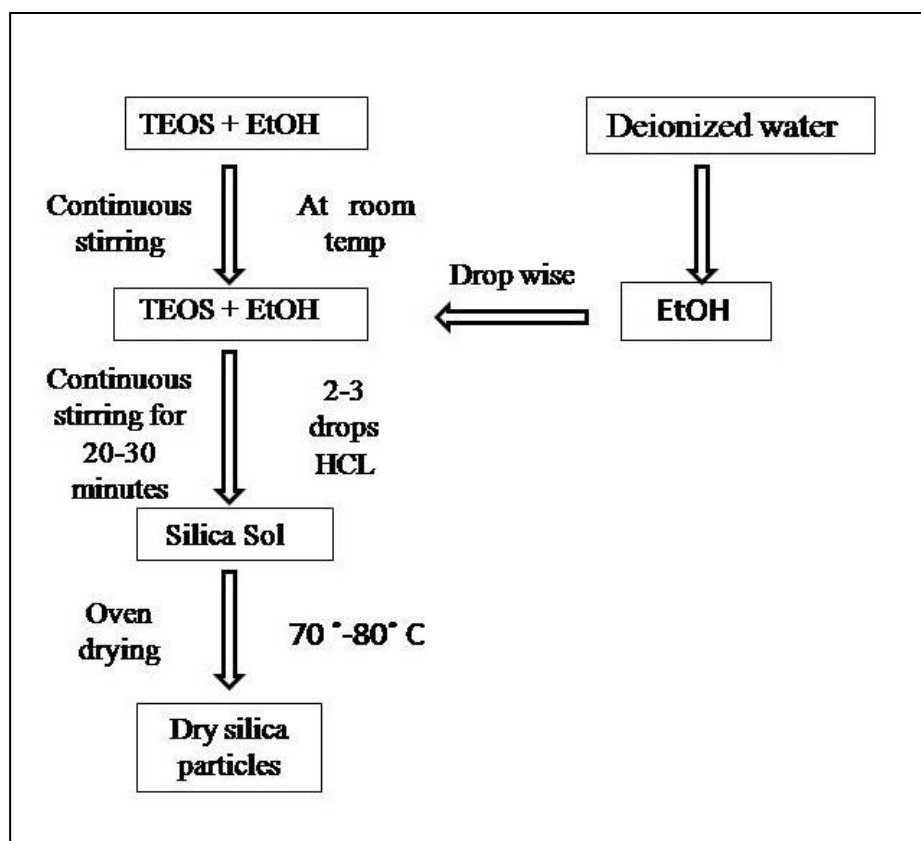 TEOS + EtOH
Deionized water
Continuous
stirring
At room
temp
Drop wise
TEOS + EtOH
EtOH
Continuous
stirring for
20-30
minutes
2-3
drops
HCL
Silica Sol
Oven
drying
70 °-80° C
Dry silica
particles